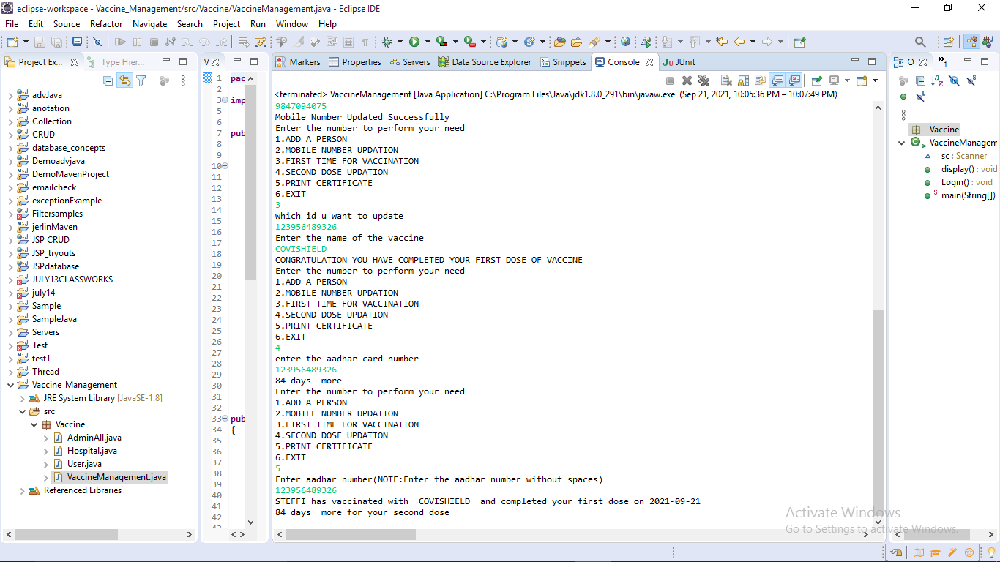 eclipse-workspace - Vaccine_Management/src/Vaccine/VaccineManagement.java - Eclipse IDE
File Edit Source Refactor Navigate Search Project Run Window Help
Project Ex... Type Hier...
advJava
anotation
Collection
CRUD
database_concepts
Demoadvjava
DemoMavenProject
emailcheck
exceptionExample
Filtersamples
jerlinMaven
JSP CRUD
JSP_tryouts
JSPdatabase
JULY13CLASSWORKS
july14
Sample
SampleJava
Servers
Test
test1
Thread
Vaccine_Management
JRE System Library [JavaSE-1.8]
src
Vaccine
AdminAll.java
Hospital.java
User.java
VaccineManagement.java
Referenced Libraries
V
1 pac
2
3 imp
5
6
7 pub
8
9
10
11
12
13
14
15
16
17
18
19
20
21
22
23
24
25
26
27
28
29
30
31
32
33 pub
34 {
35
36
37
38
39
40
41
42
43
Markers Properties Servers Data Source Explorer Snippets Console JUnit
<terminated> VaccineManagement [Java Application] C:\Program Files\Java\jdk1.8.0_291\bin\javaw.exe (Sep 21, 2021, 10:05:36 PM – 10:07:49 PM)
9847094075
Mobile Number Updated Successfully
Enter the number to perform your need
1.ADD A PERSON
2.MOBILE NUMBER UPDATION
3.FIRST TIME FOR VACCINATION
4.SECOND DOSE UPDATION
5.PRINT CERTIFICATE
6.EXIT
3
which id u want to update
123956489326
Enter the name of the vaccine
COVISHIELD
CONGRATULATION YOU HAVE COMPLETED YOUR FIRST DOSE OF VACCINE
Enter the number to perform your need
1.ADD A PERSON
2.MOBILE NUMBER UPDATION
3.FIRST TIME FOR VACCINATION
4.SECOND DOSE UPDATION
5.PRINT CERTIFICATE
6.EXIT
4
enter the aadhar card number
123956489326
84 days  more
Enter the number to perform your need
1.ADD A PERSON
2.MOBILE NUMBER UPDATION
3.FIRST TIME FOR VACCINATION
4.SECOND DOSE UPDATION
5.PRINT CERTIFICATE
6.EXIT
5
Enter aadhar number(NOTE:Enter the aadhar number without spaces)
123956489326
STEFFI has vaccinated with  COVISHIELD  and completed your first dose on 2021-09-21
84 days  more for your second dose
O
1
Vaccine
VaccineManagem
sc : Scanner
display() : void
Login() : void
main(String[])
Activate Windows
Go to Settings to activate Windows.